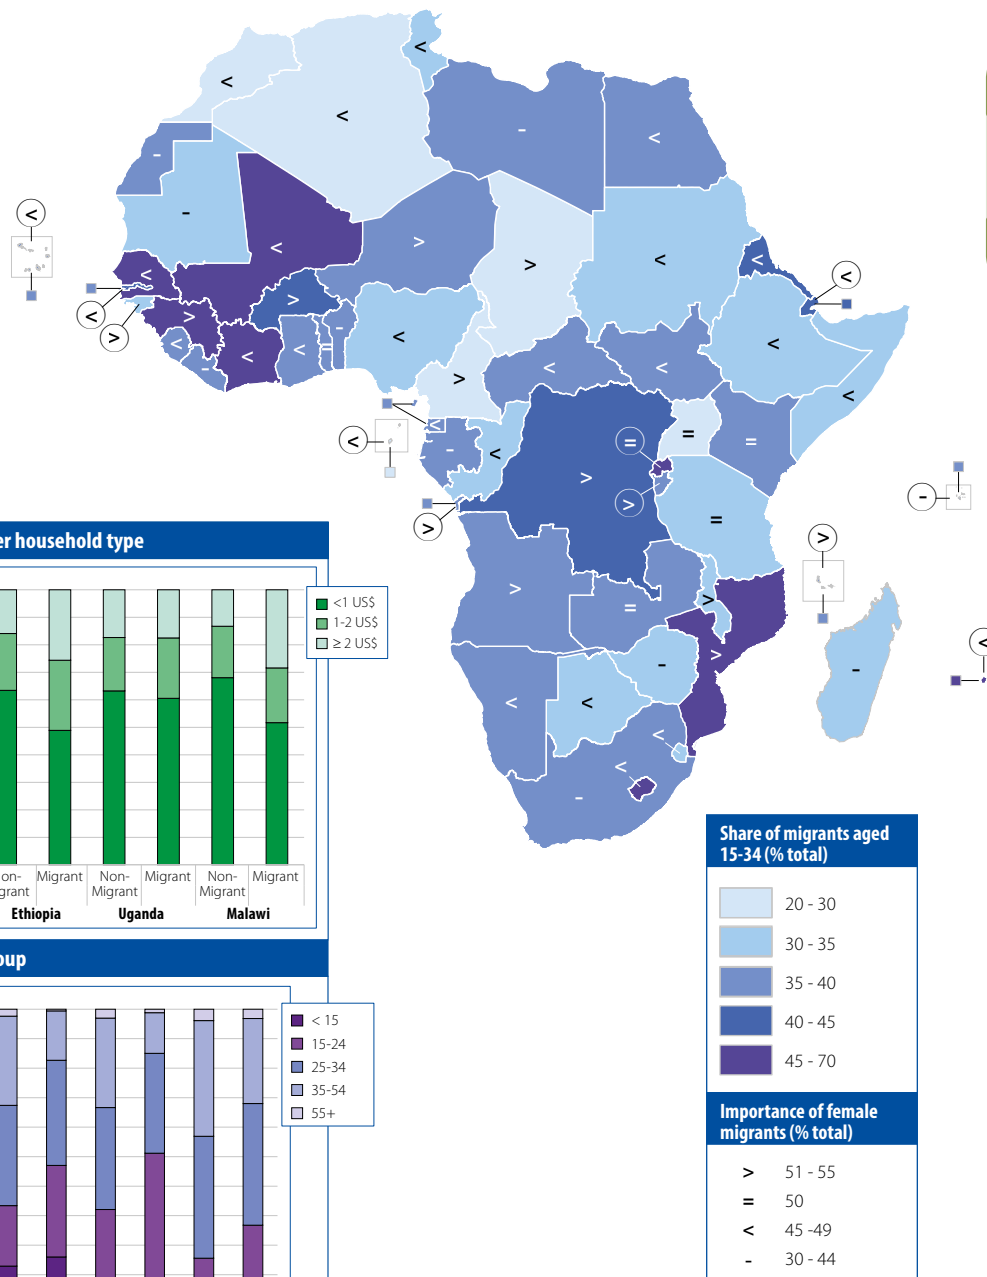 er household type
<1 US$
1-2 US$
≥ 2 US$
on-
grant
Migrant
Non-
Migrant
Migrant
Non-
Migrant
Migrant
Ethiopia
Uganda
Malawi
oup
< 15
15-24
25-34
35-54
55+
Share of migrants aged
15-34 (% total)
20 - 30
30 - 35
35 - 40
40 - 45
45 - 70
Importance of female
migrants (% total)
> 51 - 55
= 50
< 45 -49
- 30 - 44